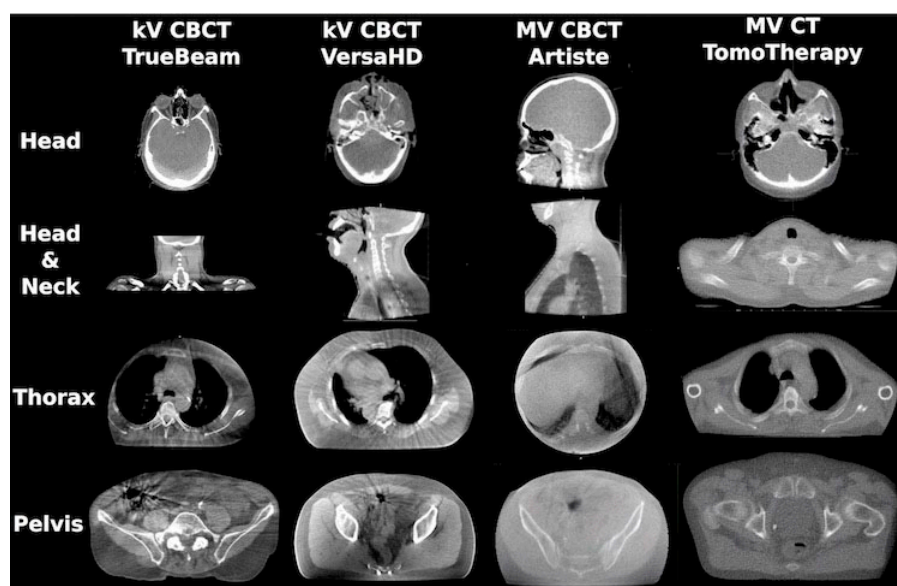 kV CBCT
TrueBeam
kV CBCT
VersaHD
MV CBCT
Artiste
MV CT
TomoTherapy
Head
Head
&
Neck
Thorax
Pelvis